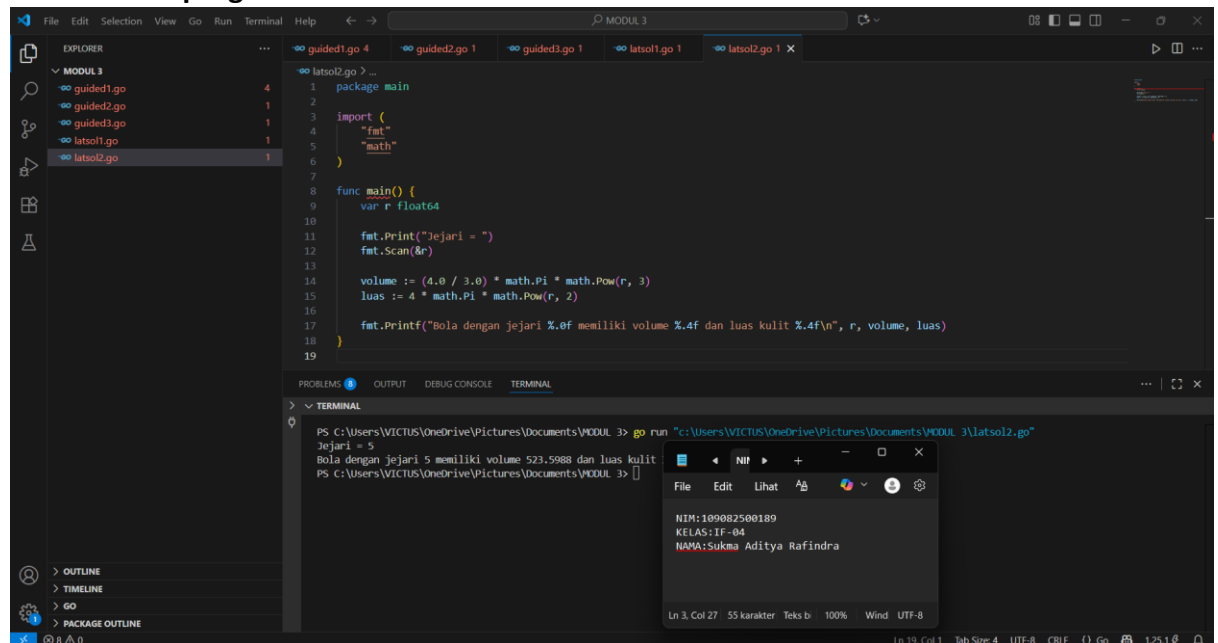 File Edit Selection View Go Run Terminal Help
MODUL 3
EXPLORER
MODUL 3
guided1.go 4
guided2.go 1
guided3.go 1
latsol1.go 1
latsol2.go 1
OUTLINE
TIMELINE
GO
PACKAGE OUTLINE
guided1.go 4 guided2.go 1 guided3.go 1 latsol1.go 1 latsol2.go 1
latsol2.go > ...
1 package main
2
3 import (
4 "fmt"
5 "math"
6 )
7
8 func main() {
9 var r float64
10
11 fmt.Print("Jejari = ")
12 fmt.Scan(&r)
13
14 volume := (4.0 / 3.0) * math.Pi * math.Pow(r, 3)
15 luas := 4 * math.Pi * math.Pow(r, 2)
16
17 fmt.Printf("Bola dengan jejari %.0f memiliki volume %.4f dan luas kulit %.4f\n", r, volume, luas)
18 }
19
PROBLEMS 8 OUTPUT DEBUG CONSOLE TERMINAL
TERMINAL
PS C:\Users\VICTUS\OneDrive\Pictures\Documents\MODUL 3> go run "c:\Users\VICTUS\OneDrive\Pictures\Documents\MODUL 3\latsol2.go"
Jejari = 5
Bola dengan jejari 5 memiliki volume 523.5988 dan luas kulit
PS C:\Users\VICTUS\OneDrive\Pictures\Documents\MODUL 3>
NIM
File Edit Lihat
NIM:109082500189
KELAS:IF-04
NAMA:Sukma Aditya Rafindra
Ln 3, Col 27 55 karakter Teks bi 100% Wind UTF-8
8 0 Ln 19, Col 1 Tab Size: 4 UTF-8 CRLF {} Go